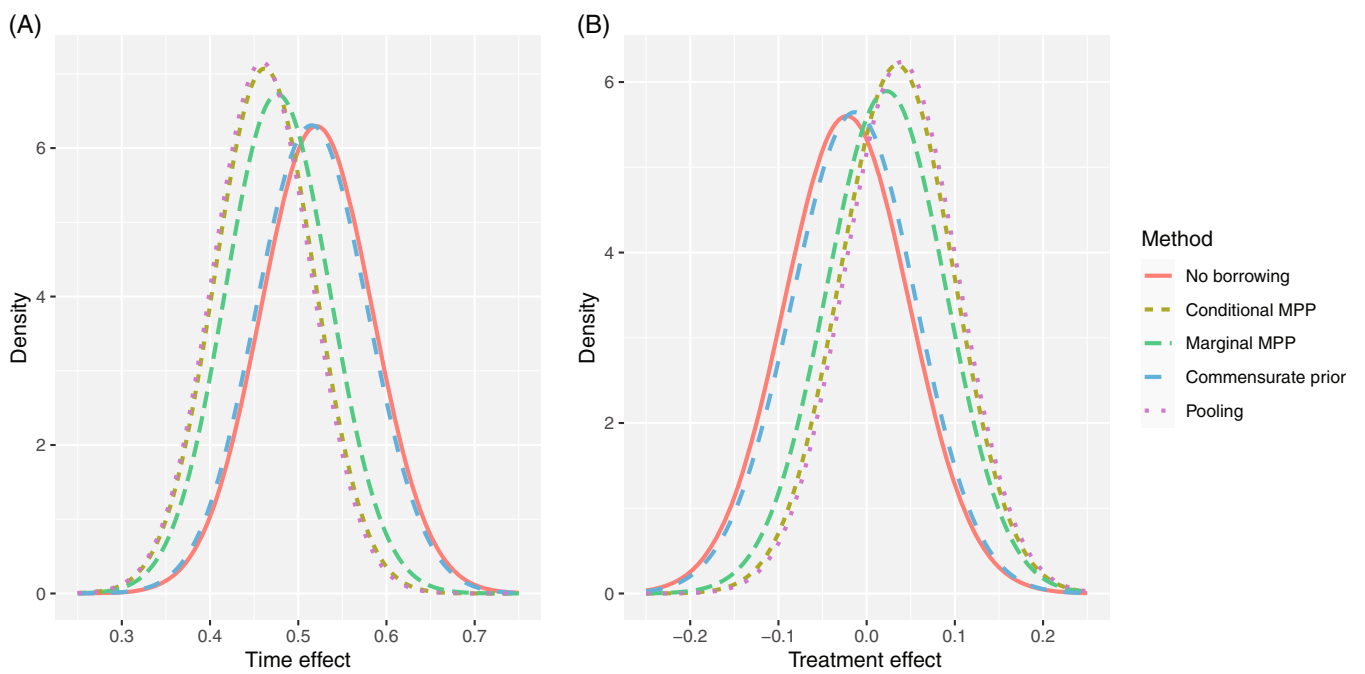 (A)
(B)
Density
6
4
2
0
0.3 0.4 0.5 0.6 0.7
Time effect
Density
6
4
2
0
−0.2 −0.1 0.0 0.1 0.2
Treatment effect
Method
No borrowing
Conditional MPP
Marginal MPP
Commensurate prior
Pooling